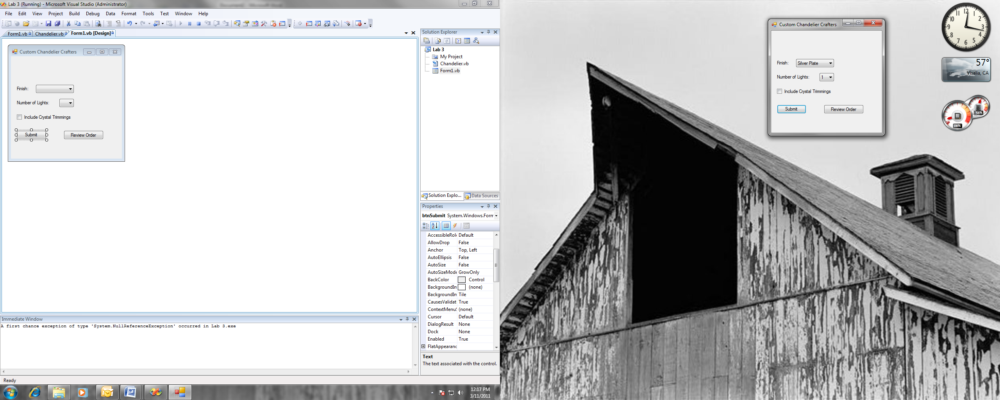 Lab 3 (Running) - Microsoft Visual Studio (Administrator)
File Edit View Project Build Debug Data Format Tools Test Window Help
Form1.vb Chandelier.vb Form1.vb [Design]
Custom Chandelier Crafters
Finish:
Number of Lights:
Include Crystal Trimmings
Submit Review Order
Solution Explorer
Lab 3
My Project
Chandelier.vb
Form1.vb
Solution Explo... Data Sources
Properties
btnSubmit System.Windows.Form
AccessibleRol Default
AllowDrop False
Anchor Top, Left
AutoEllipsis False
AutoSize False
AutoSizeMode GrowOnly
BackColor Control
BackgroundIm (none)
BackgroundIm Tile
CausesValidat True
ContextMenuS (none)
Cursor Default
DialogResult None
Dock None
Enabled True
FlatAppearanc
Text
The text associated with the control.
Immediate Window
A first chance exception of type 'System.NullReferenceException' occurred in Lab 3.exe
Ready
12:17 PM
3/11/2011
Custom Chandelier Crafters
Finish: Silver Plate
Number of Lights: 1
Include Crystal Trimmings
Submit Review Order
12 1 2 3 4 5 6 7 8 9 10 11
57°
Visalia, CA
56%
08%